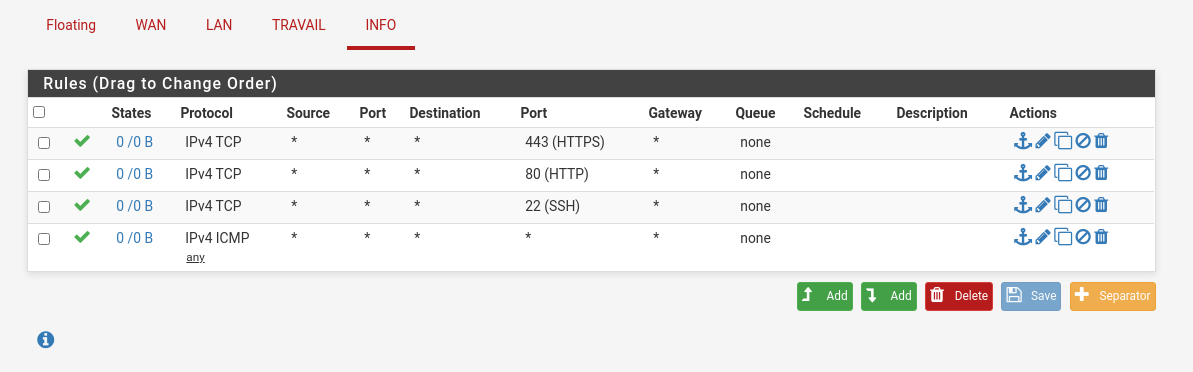 Floating WAN LAN TRAVAIL INFO
Rules (Drag to Change Order)
States Protocol Source Port Destination Port Gateway Queue Schedule Description Actions
0 /0 B IPv4 TCP * * * 443 (HTTPS) * none
0 /0 B IPv4 TCP * * * 80 (HTTP) * none
0 /0 B IPv4 TCP * * * 22 (SSH) * none
0 /0 B IPv4 ICMP * * * * * none
any
Add Add Delete Save Separator